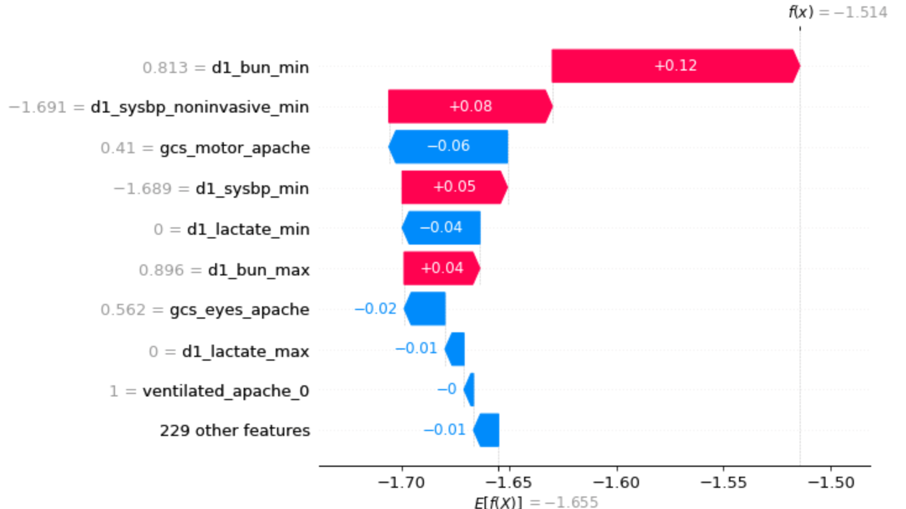 f(x) = −1.514
0.813 = d1_bun_min +0.12
−1.691 = d1_sysbp_noninvasive_min +0.08
0.41 = gcs_motor_apache −0.06
−1.689 = d1_sysbp_min +0.05
0 = d1_lactate_min −0.04
0.896 = d1_bun_max +0.04
0.562 = gcs_eyes_apache −0.02
0 = d1_lactate_max −0.01
1 = ventilated_apache_0 −0
229 other features −0.01
−1.70 −1.65 −1.60 −1.55 −1.50
E[f(X)] = −1.655